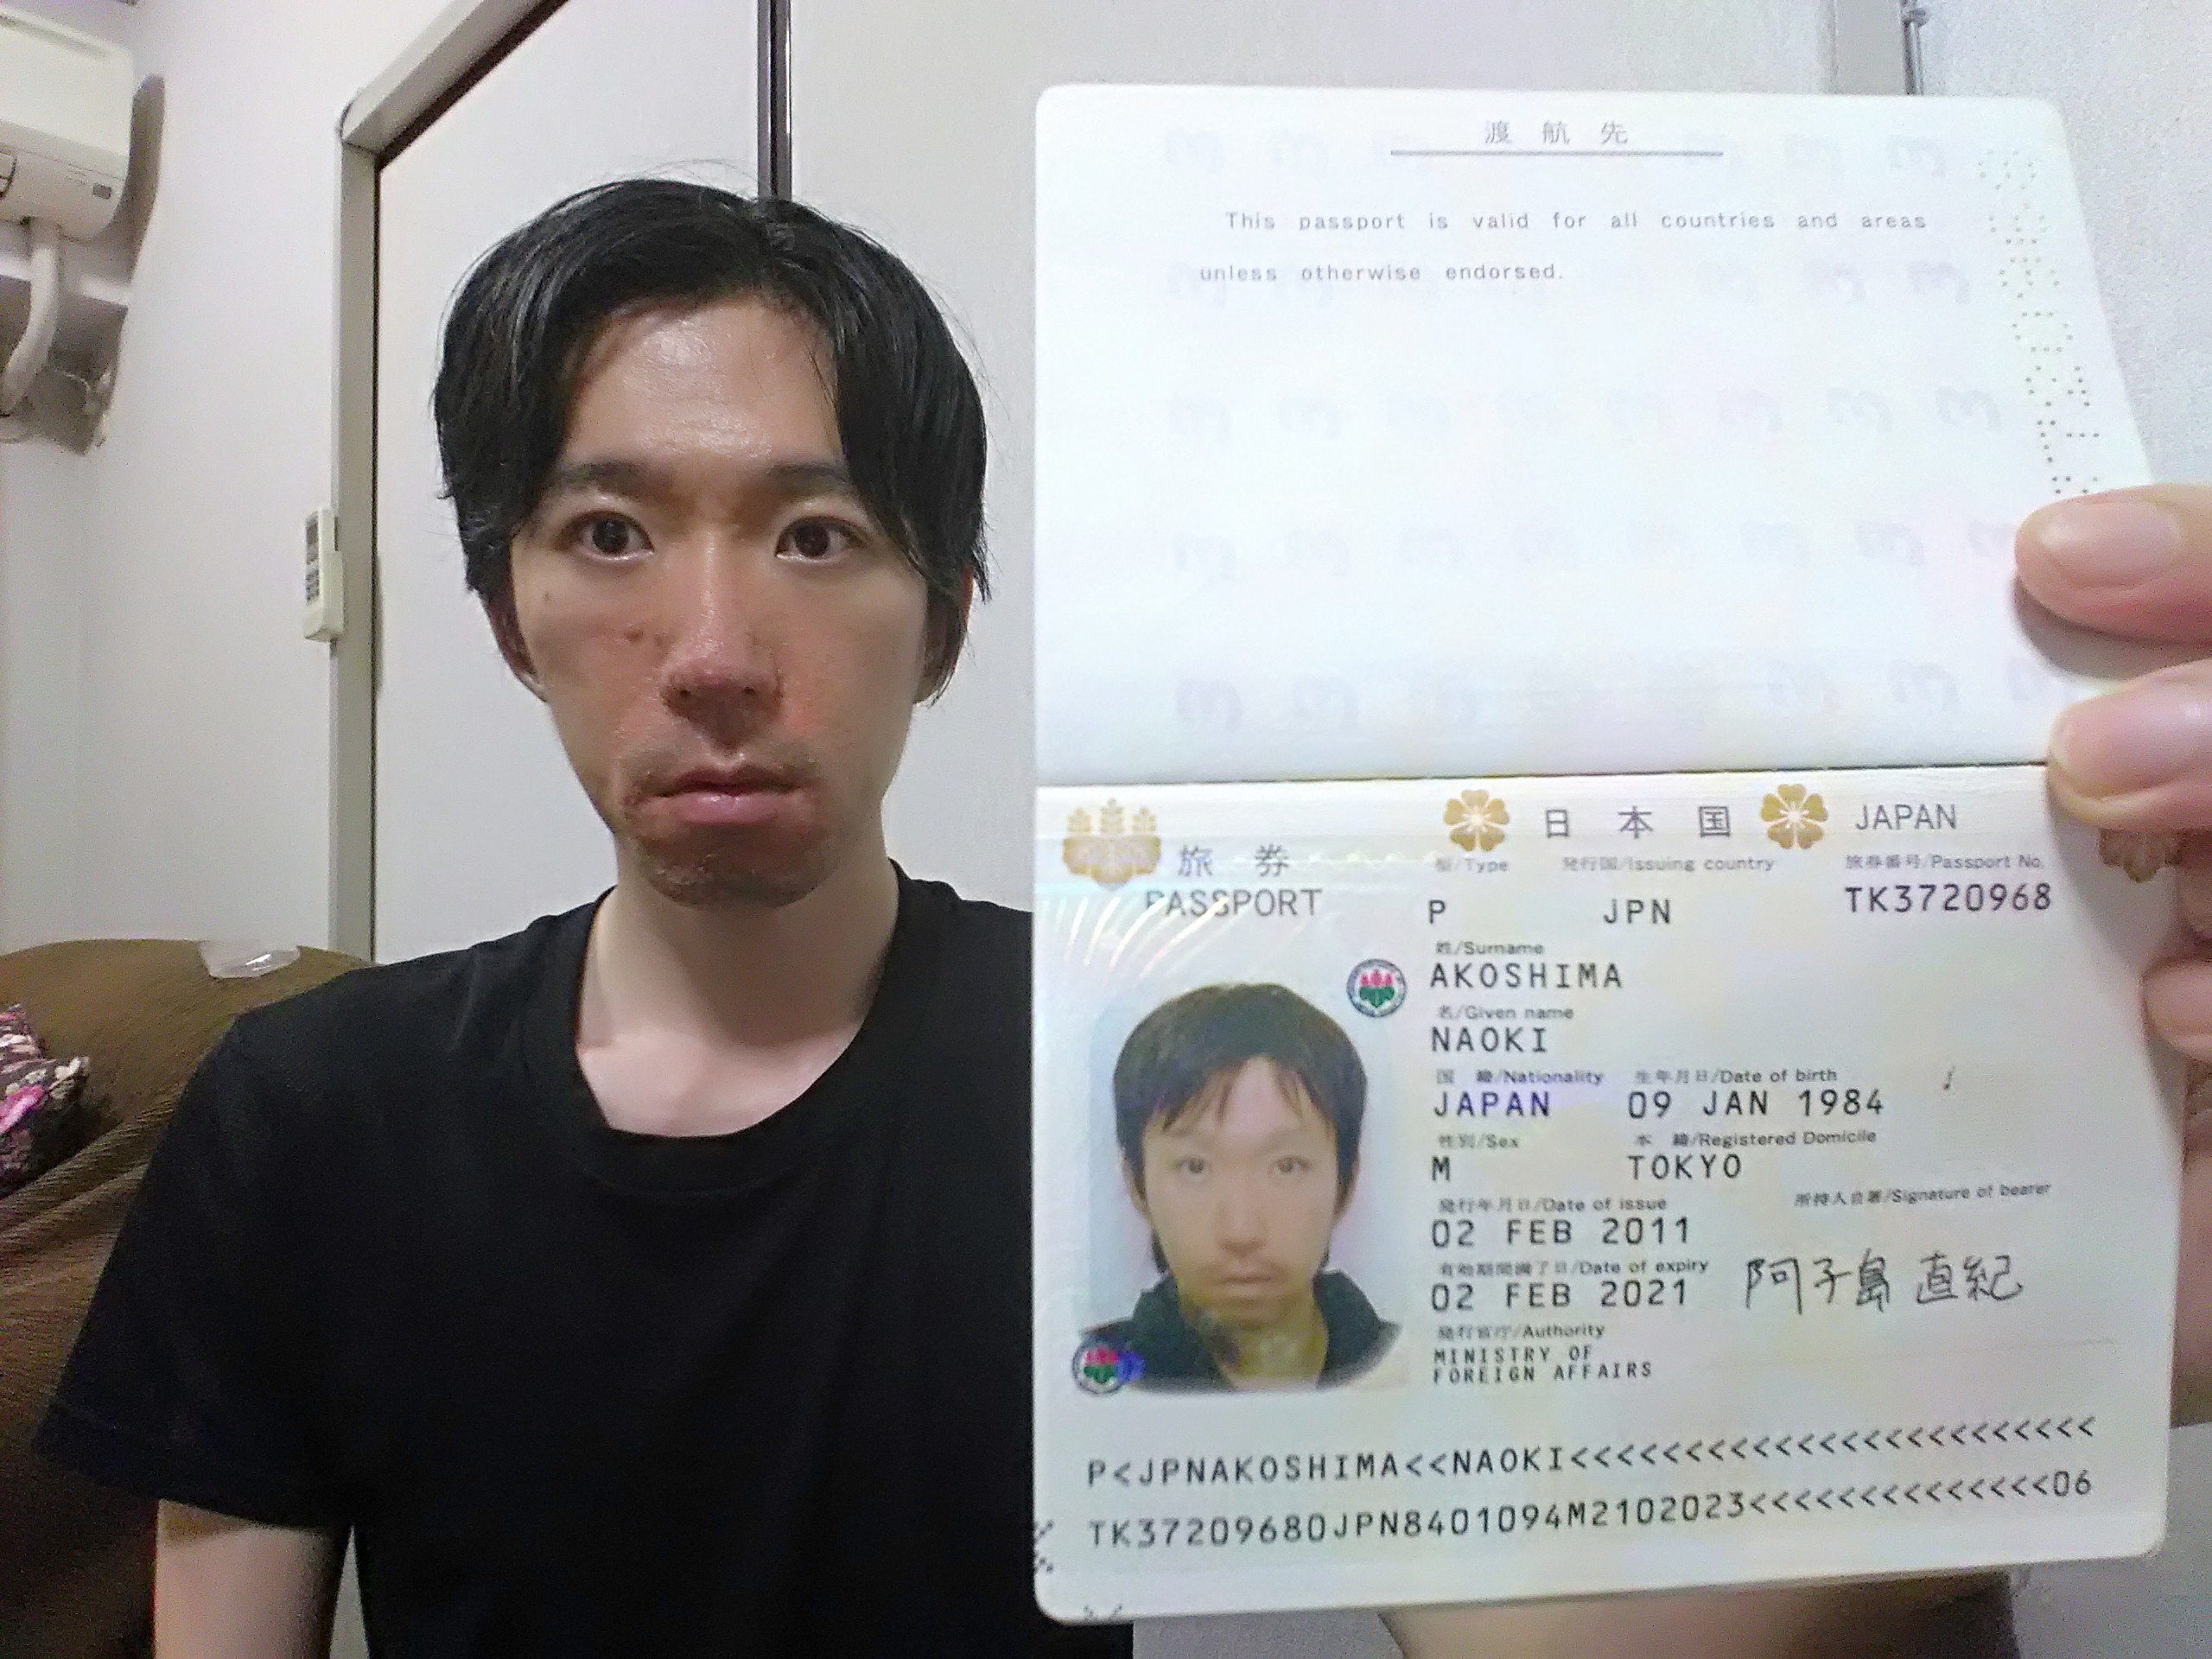 渡航先
This passport is valid for all countries and areas
unless otherwise endorsed.
日本国 JAPAN
旅券
PASSPORT
型/Type 発行国/Issuing country 旅券番号/Passport No.
P JPN TK3720968
姓/Surname
AKOSHIMA
名/Given name
NAOKI
国籍/Nationality 生年月日/Date of birth
JAPAN 09 JAN 1984
性別/Sex 本籍/Registered Domicile
M TOKYO
発行年月日/Date of issue 所持人自署/Signature of bearer
02 FEB 2011
有効期間満了日/Date of expiry
02 FEB 2021 阿子島 直紀
発行官庁/Authority
MINISTRY OF
FOREIGN AFFAIRS
P<JPNAKOSHIMA<<NAOKI<<<<<<<<<<<<<<<<<<<<<<<<
TK37209680JPN8401094M2102023<<<<<<<<<<<<<<06